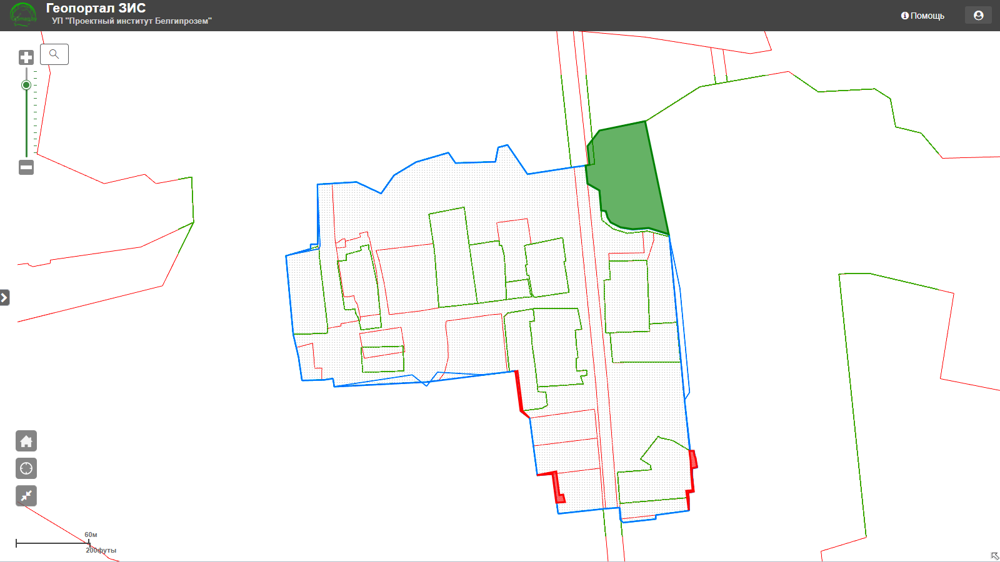 Геопортал ЗИС
УП "Проектный институт Белгипрозем"
Помощь
60м
200футы